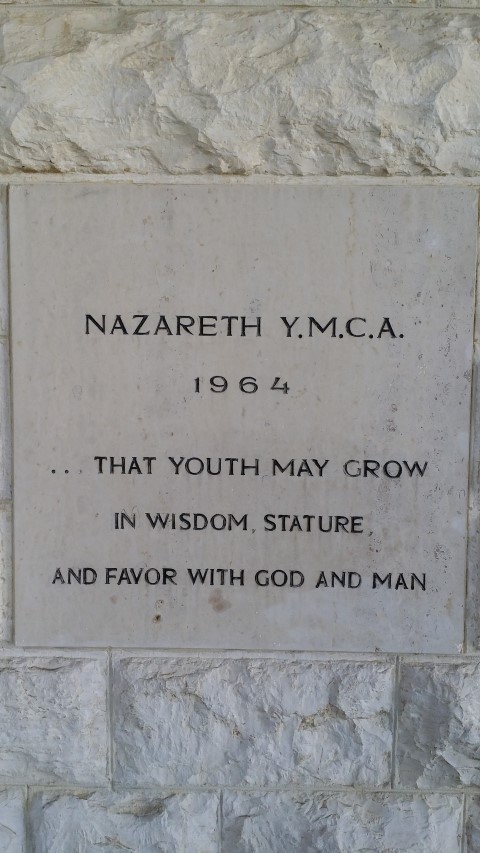 NAZARETH Y.M.C.A.
1964
... THAT YOUTH MAY GROW
IN WISDOM, STATURE,
AND FAVOR WITH GOD AND MAN